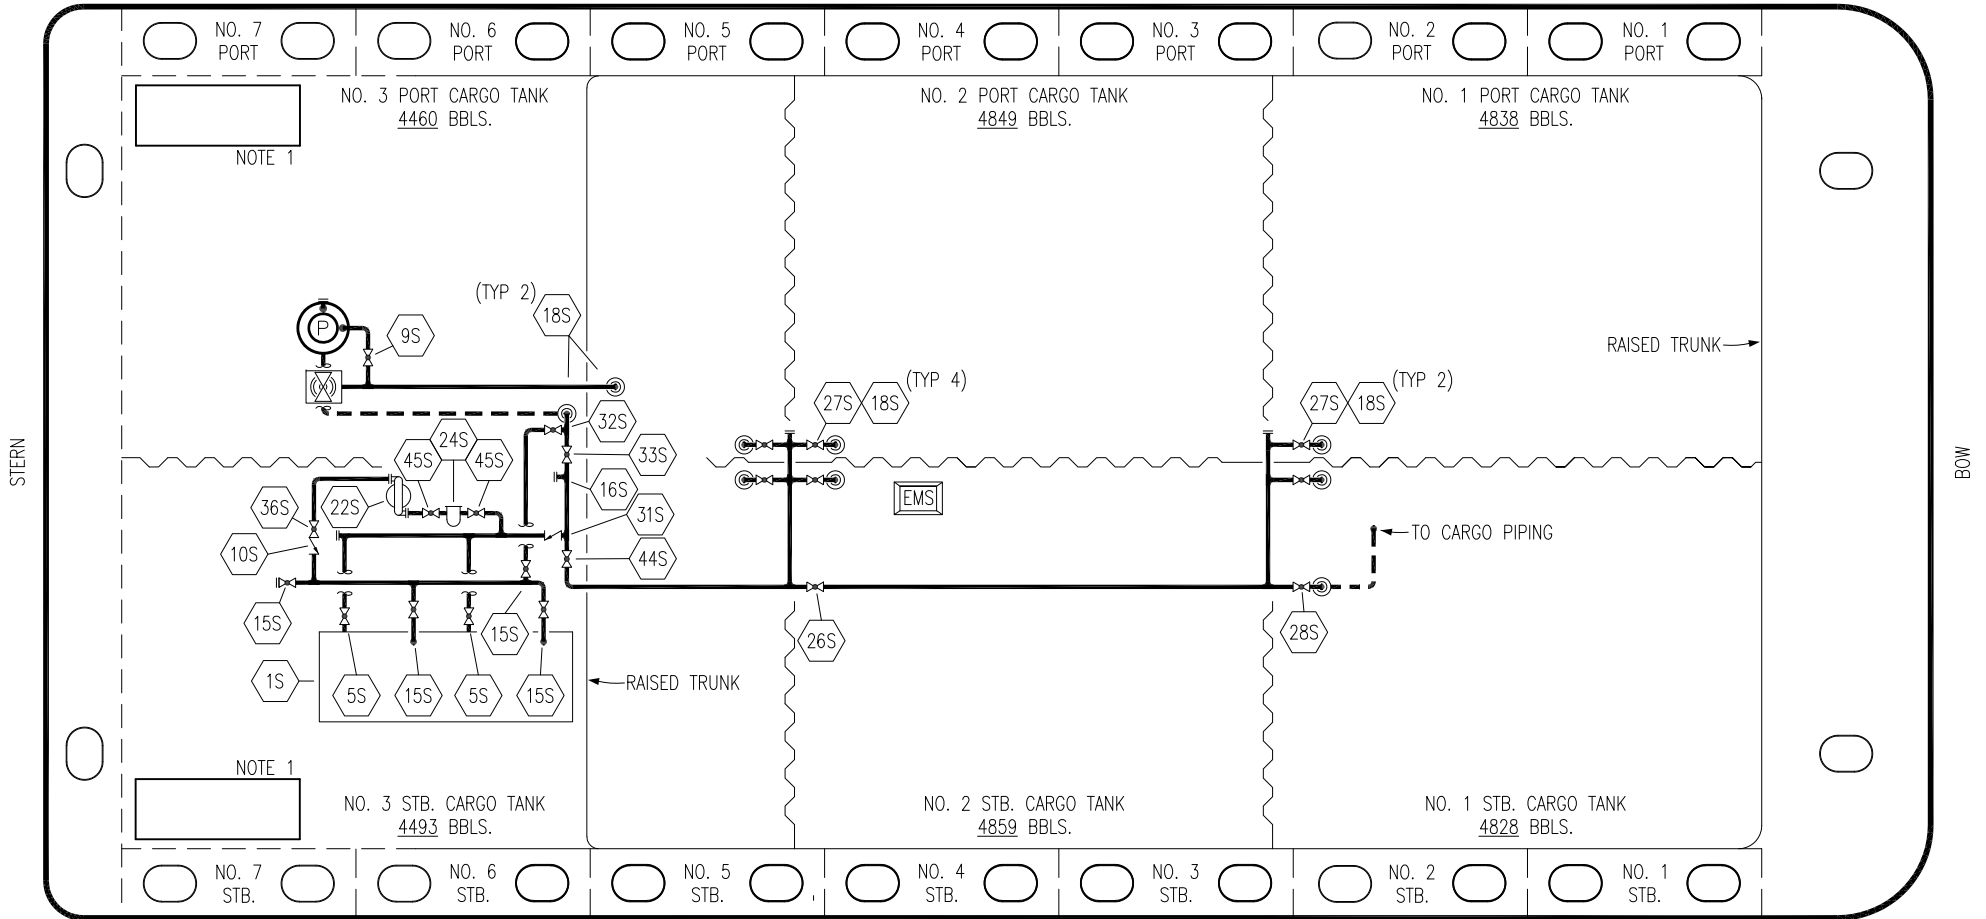 NO. 7
PORT
NO. 6
PORT
NO. 5
PORT
NO. 4
PORT
NO. 3
PORT
NO. 2
PORT
NO. 1
PORT
NO. 3 PORT CARGO TANK
4460 BBLS.
NO. 2 PORT CARGO TANK
4849 BBLS.
NO. 1 PORT CARGO TANK
4838 BBLS.
NOTE 1
(TYP 2)
18S
P
9S
RAISED TRUNK
(TYP 4)
27S
18S
(TYP 2)
27S
18S
32S
24S
45S
45S
33S
STERN
BOW
16S
EMS
36S
22S
31S
TO CARGO PIPING
10S
44S
15S
15S
26S
28S
1S
5S
15S
5S
15S
RAISED TRUNK
NOTE 1
NO. 3 STB. CARGO TANK
4493 BBLS.
NO. 2 STB. CARGO TANK
4859 BBLS.
NO. 1 STB. CARGO TANK
4828 BBLS.
NO. 7
STB.
NO. 6
STB.
NO. 5
STB.
NO. 4
STB.
NO. 3
STB.
NO. 2
STB.
NO. 1
STB.